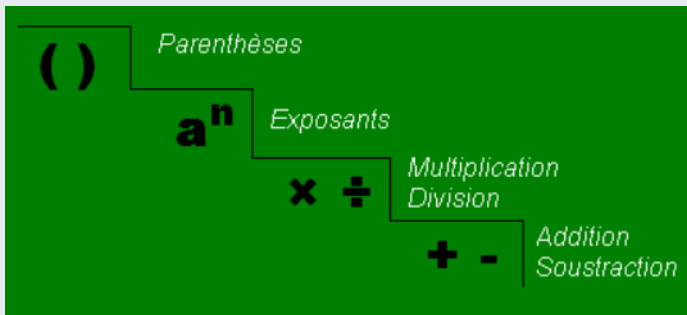 ( ) Parenthèses
aⁿ Exposants
× ÷ Multiplication
Division
+ - Addition
Soustraction